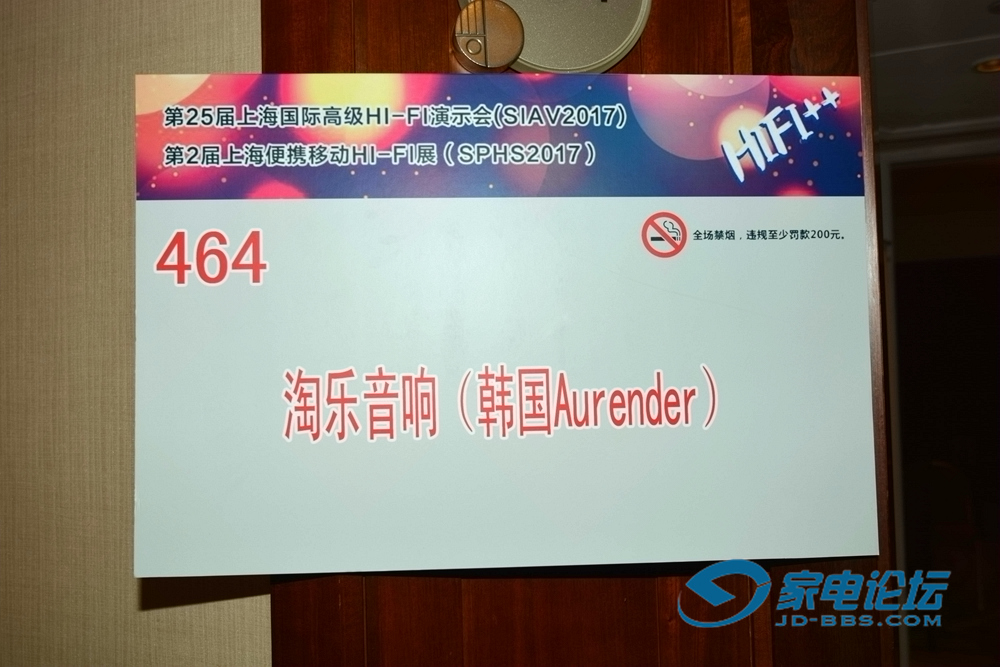 第25届上海国际高级HI-FI演示会(SIAV2017)
第2届上海便携移动HI-FI展（SPHS2017）
HIFI++
464
全场禁烟，违规至少罚款200元。
淘乐音响（韩国Aurender）
家电论坛
JD-BBS.COM